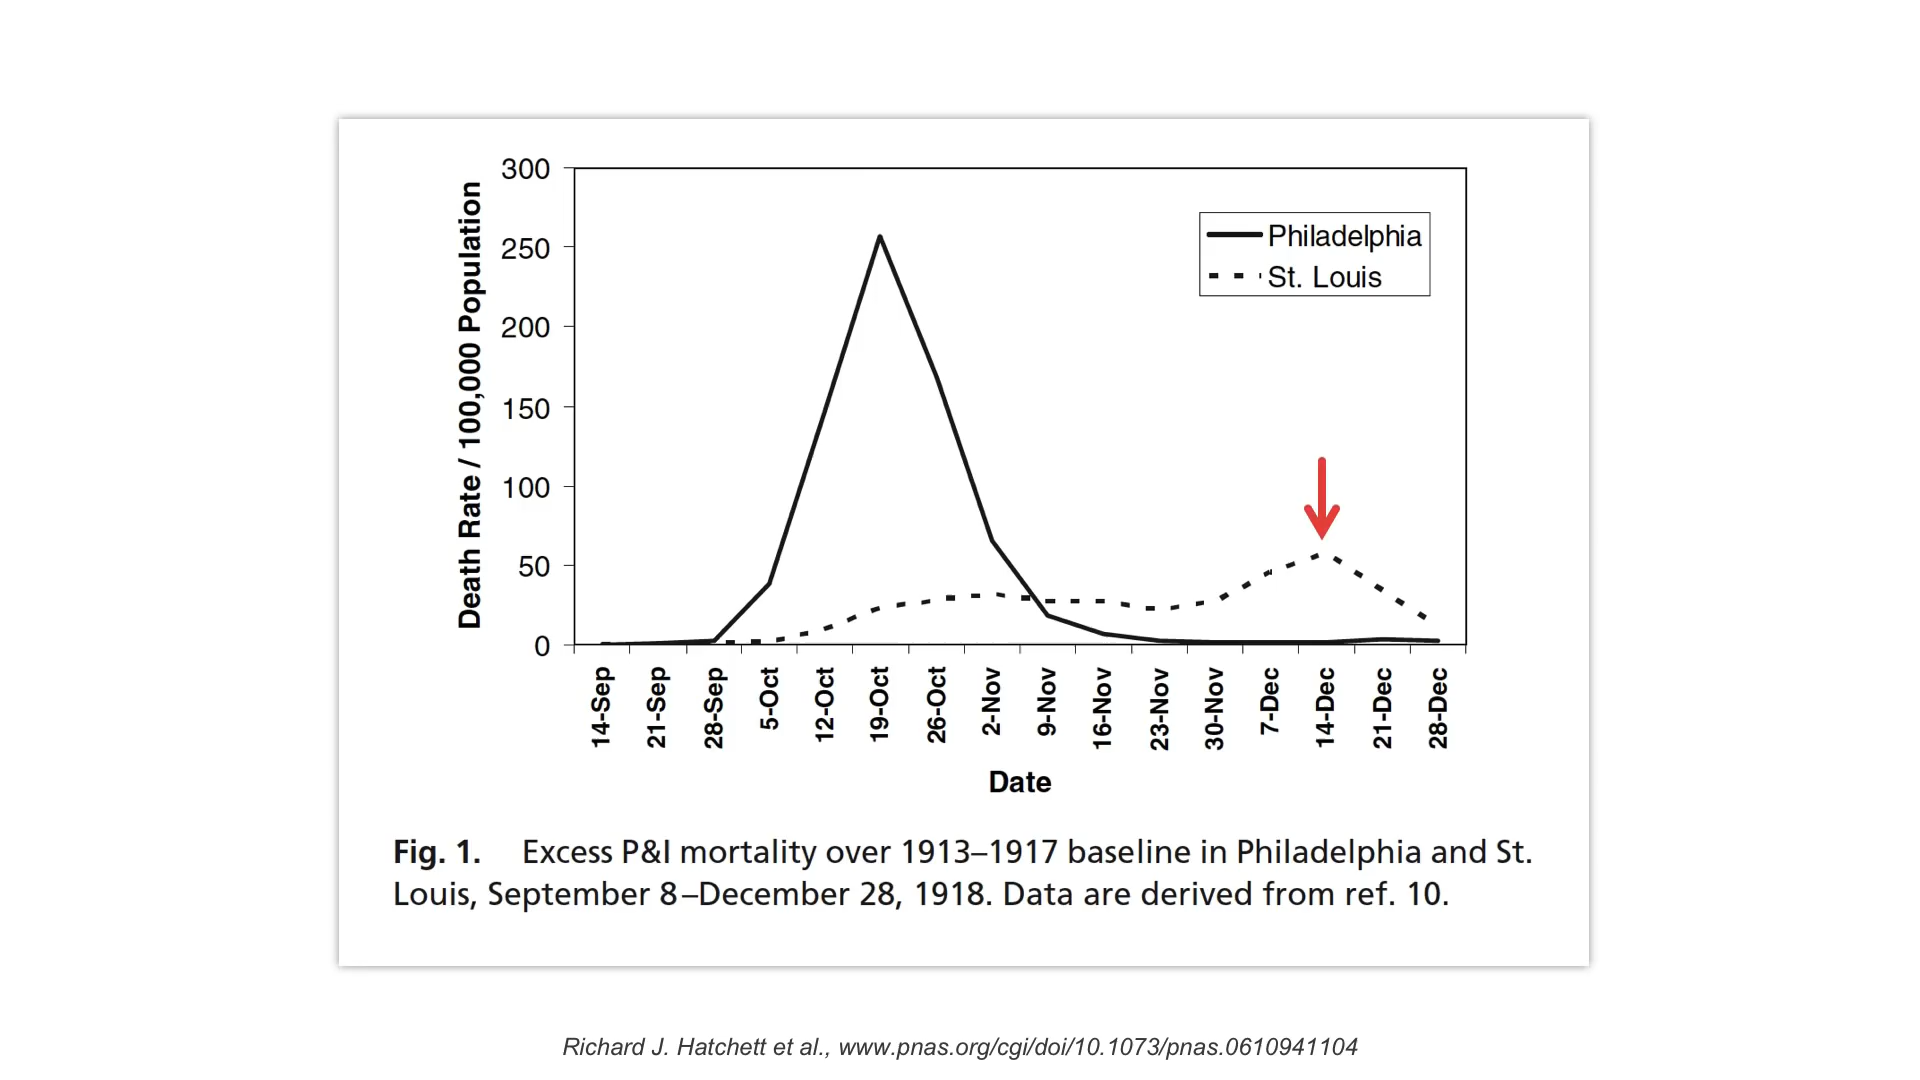 Death Rate / 100,000 Population
300
250
200
150
100
50
0
Philadelphia
St. Louis
14-Sep
21-Sep
28-Sep
5-Oct
12-Oct
19-Oct
26-Oct
2-Nov
9-Nov
16-Nov
23-Nov
30-Nov
7-Dec
14-Dec
21-Dec
28-Dec
Date
Fig. 1. Excess P&I mortality over 1913–1917 baseline in Philadelphia and St.
Louis, September 8–December 28, 1918. Data are derived from ref. 10.
Richard J. Hatchett et al., www.pnas.org/cgi/doi/10.1073/pnas.0610941104